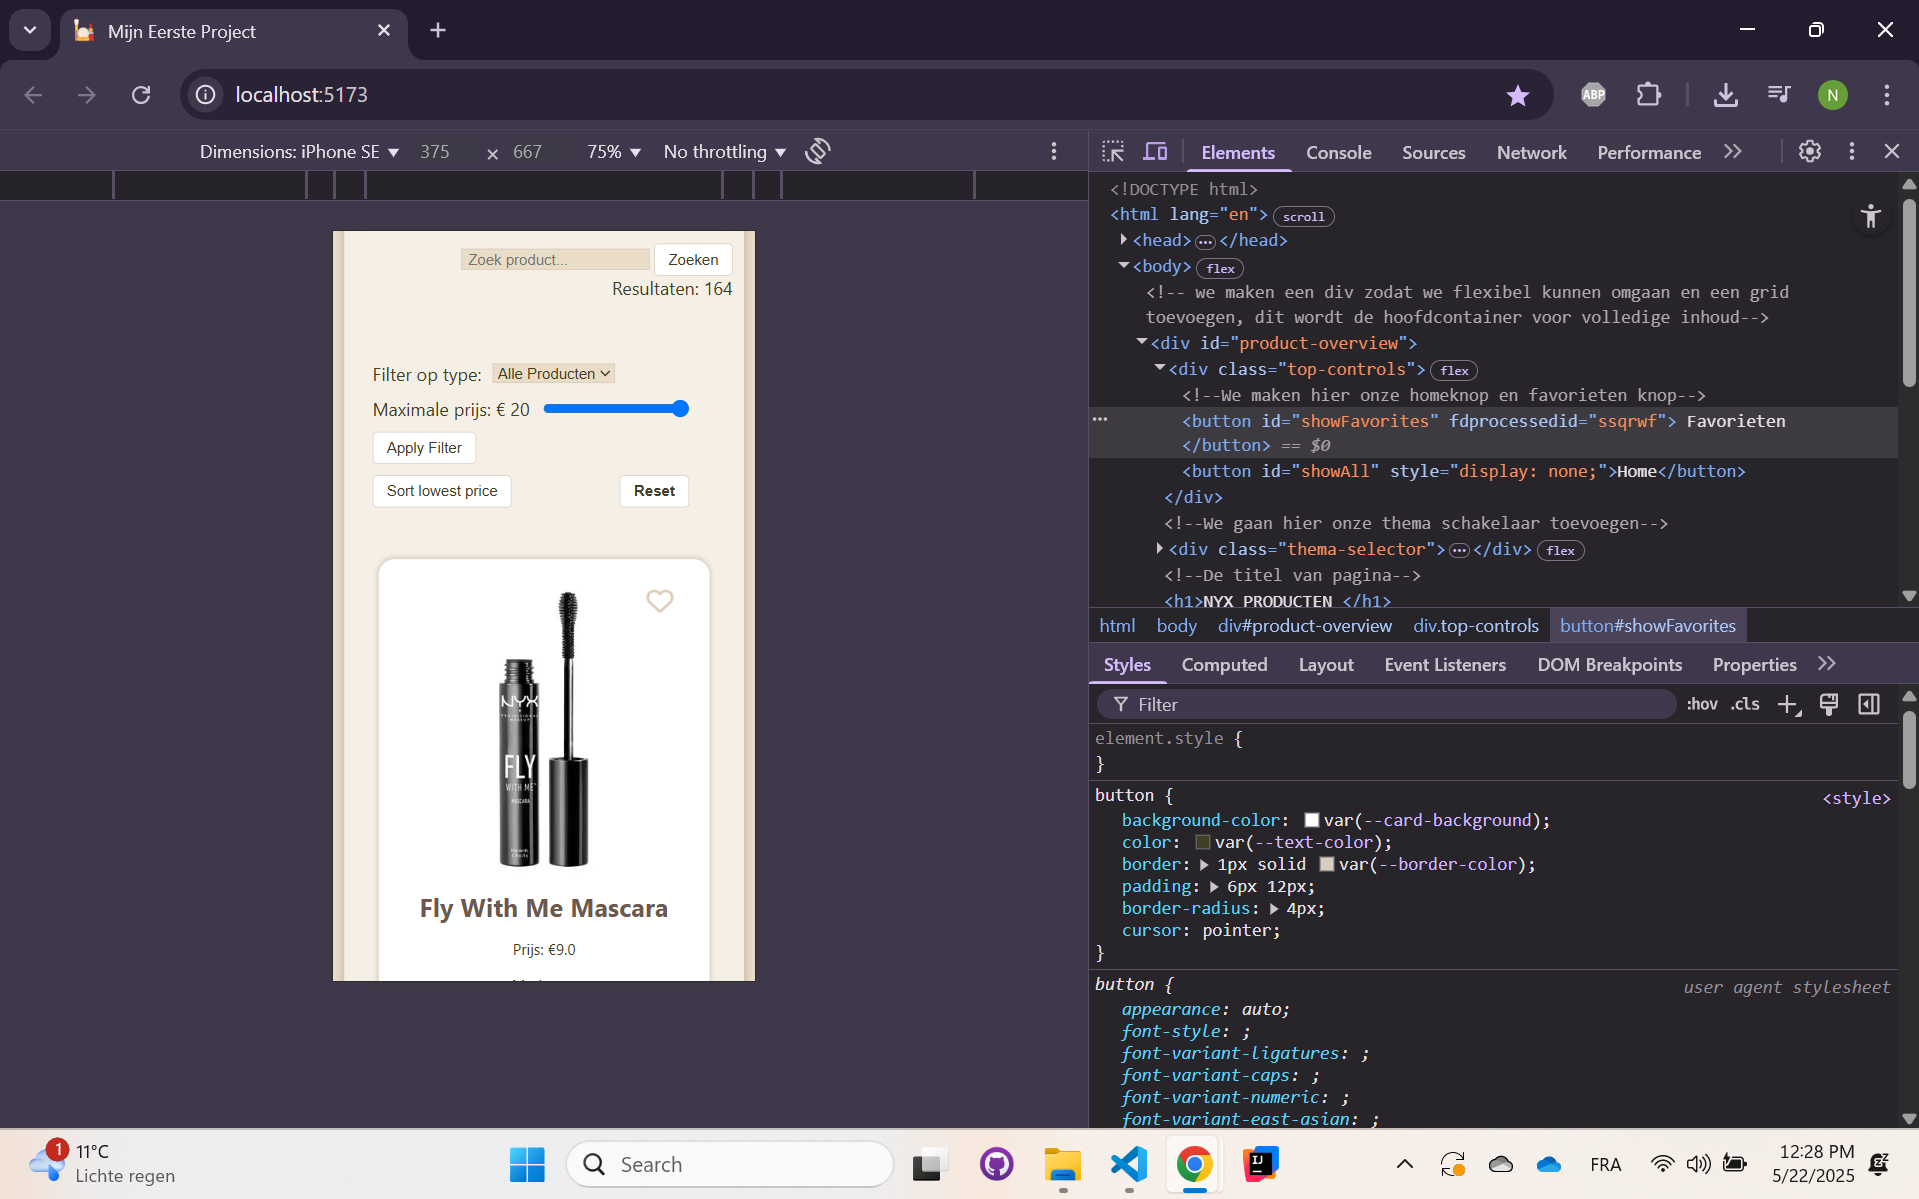 Mijn Eerste Project
localhost:5173
ABP
N
Dimensions: iPhone SE 375 × 667 75% No throttling
Elements Console Sources Network Performance
Zoek product... Zoeken
Resultaten: 164
Filter op type: Alle Producten
Maximale prijs: € 20
Apply Filter
Sort lowest price Reset
NYX
FLY
WITH ME
MASCARA
Fly With Me Mascara
Prijs: €9.0
<!DOCTYPE html>
<html lang="en"> scroll
<head> ... </head>
<body> flex
<!-- we maken een div zodat we flexibel kunnen omgaan en een grid
toevoegen, dit wordt de hoofdcontainer voor volledige inhoud-->
<div id="product-overview">
<div class="top-controls"> flex
<!--We maken hier onze homeknop en favorieten knop-->
... <button id="showFavorites" fdprocessedid="ssqrwf"> Favorieten
</button> == $0
<button id="showAll" style="display: none;">Home</button>
</div>
<!--We gaan hier onze thema schakelaar toevoegen-->
<div class="thema-selector"> ... </div> flex
<!--De titel van pagina-->
<h1>NYX PRODUCTEN </h1>
html body div#product-overview div.top-controls button#showFavorites
Styles Computed Layout Event Listeners DOM Breakpoints Properties
Filter :hov .cls
element.style {
}
button { <style>
background-color: var(--card-background);
color: var(--text-color);
border: 1px solid var(--border-color);
padding: 6px 12px;
border-radius: 4px;
cursor: pointer;
}
button { user agent stylesheet
appearance: auto;
font-style: ;
font-variant-ligatures: ;
font-variant-caps: ;
font-variant-numeric: ;
font-variant-east-asian: ;
1 11°C
Lichte regen
Search
IJ
FRA
12:28 PM
5/22/2025